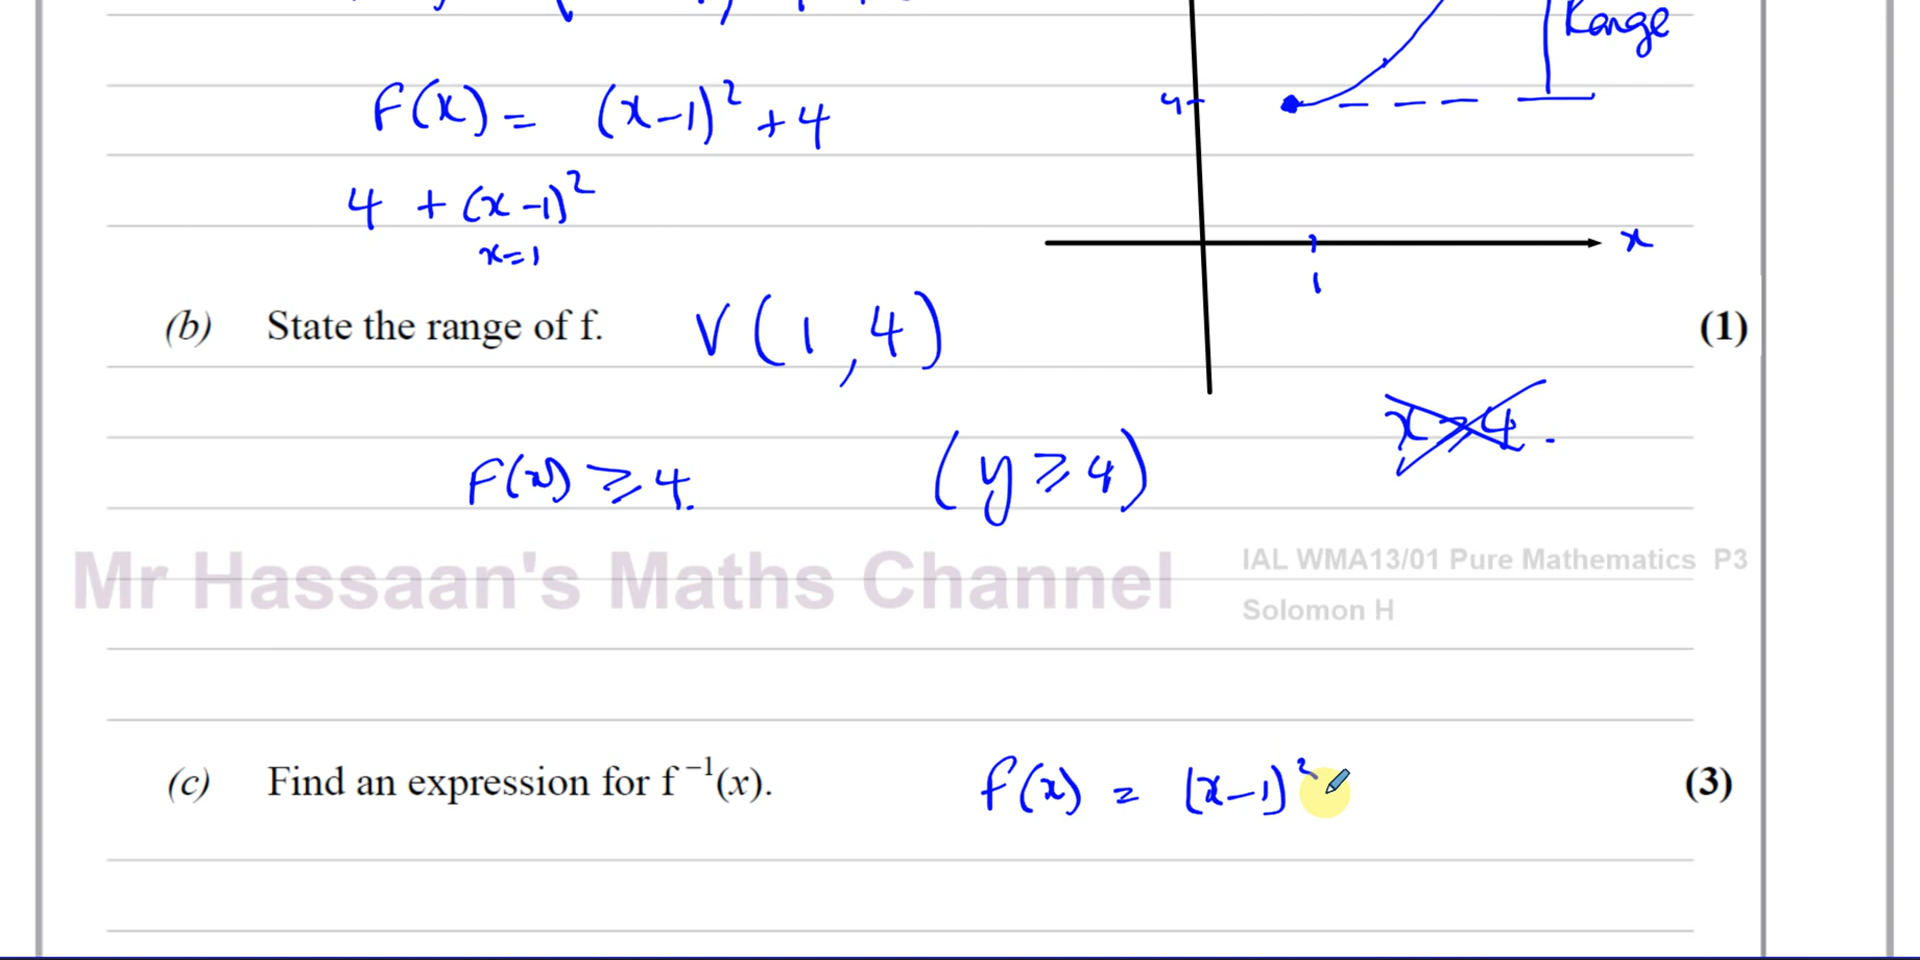 Range
F(x) = (x-1)² + 4
4
4 + (x-1)²
x=1
x
1
(b) State the range of f. V(1,4) (1)
x≥4.
F(x) ≥ 4. (y ≥ 4)
Mr Hassaan's Maths Channel
IAL WMA13/01 Pure Mathematics P3
Solomon H
(c) Find an expression for f⁻¹(x). f(x) = (x-1)² (3)